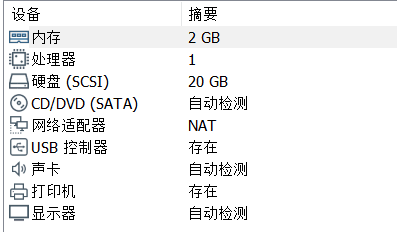 设备 摘要
内存 2 GB
处理器 1
硬盘 (SCSI) 20 GB
CD/DVD (SATA) 自动检测
网络适配器 NAT
USB 控制器 存在
声卡 自动检测
打印机 存在
显示器 自动检测